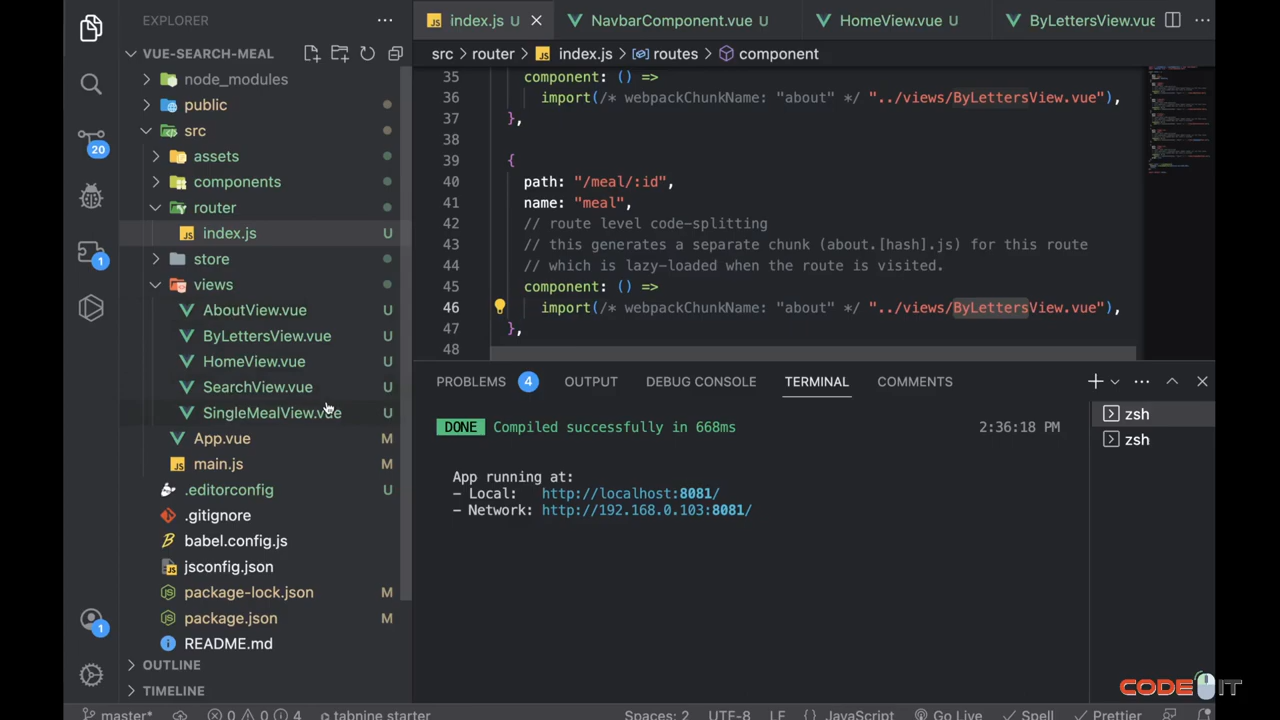 EXPLORER
VUE-SEARCH-MEAL
node_modules
public
src
assets
components
router
index.js U
store
views
AboutView.vue U
ByLettersView.vue U
HomeView.vue U
SearchView.vue U
SingleMealView.vue U
App.vue M
main.js M
.editorconfig U
.gitignore
babel.config.js
jsconfig.json
package-lock.json M
package.json M
README.md
OUTLINE
TIMELINE
20
1
1
index.js U
NavbarComponent.vue U
HomeView.vue U
ByLettersView.vue
src > router > index.js > routes > component
35 component: () =>
36 import(/* webpackChunkName: "about" */ "../views/ByLettersView.vue"),
37 },
38
39 {
40 path: "/meal/:id",
41 name: "meal",
42 // route level code-splitting
43 // this generates a separate chunk (about.[hash].js) for this route
44 // which is lazy-loaded when the route is visited.
45 component: () =>
46 import(/* webpackChunkName: "about" */ "../views/ByLettersView.vue"),
47 },
48
PROBLEMS 4 OUTPUT DEBUG CONSOLE TERMINAL COMMENTS
DONE Compiled successfully in 668ms 2:36:18 PM
App running at:
- Local: http://localhost:8081/
- Network: http://192.168.0.103:8081/
zsh
zsh
CODE IT
master* 0 0 4 tabnine starter Spaces: 2 UTF-8 LF {} JavaScript Go Live Spell Prettier